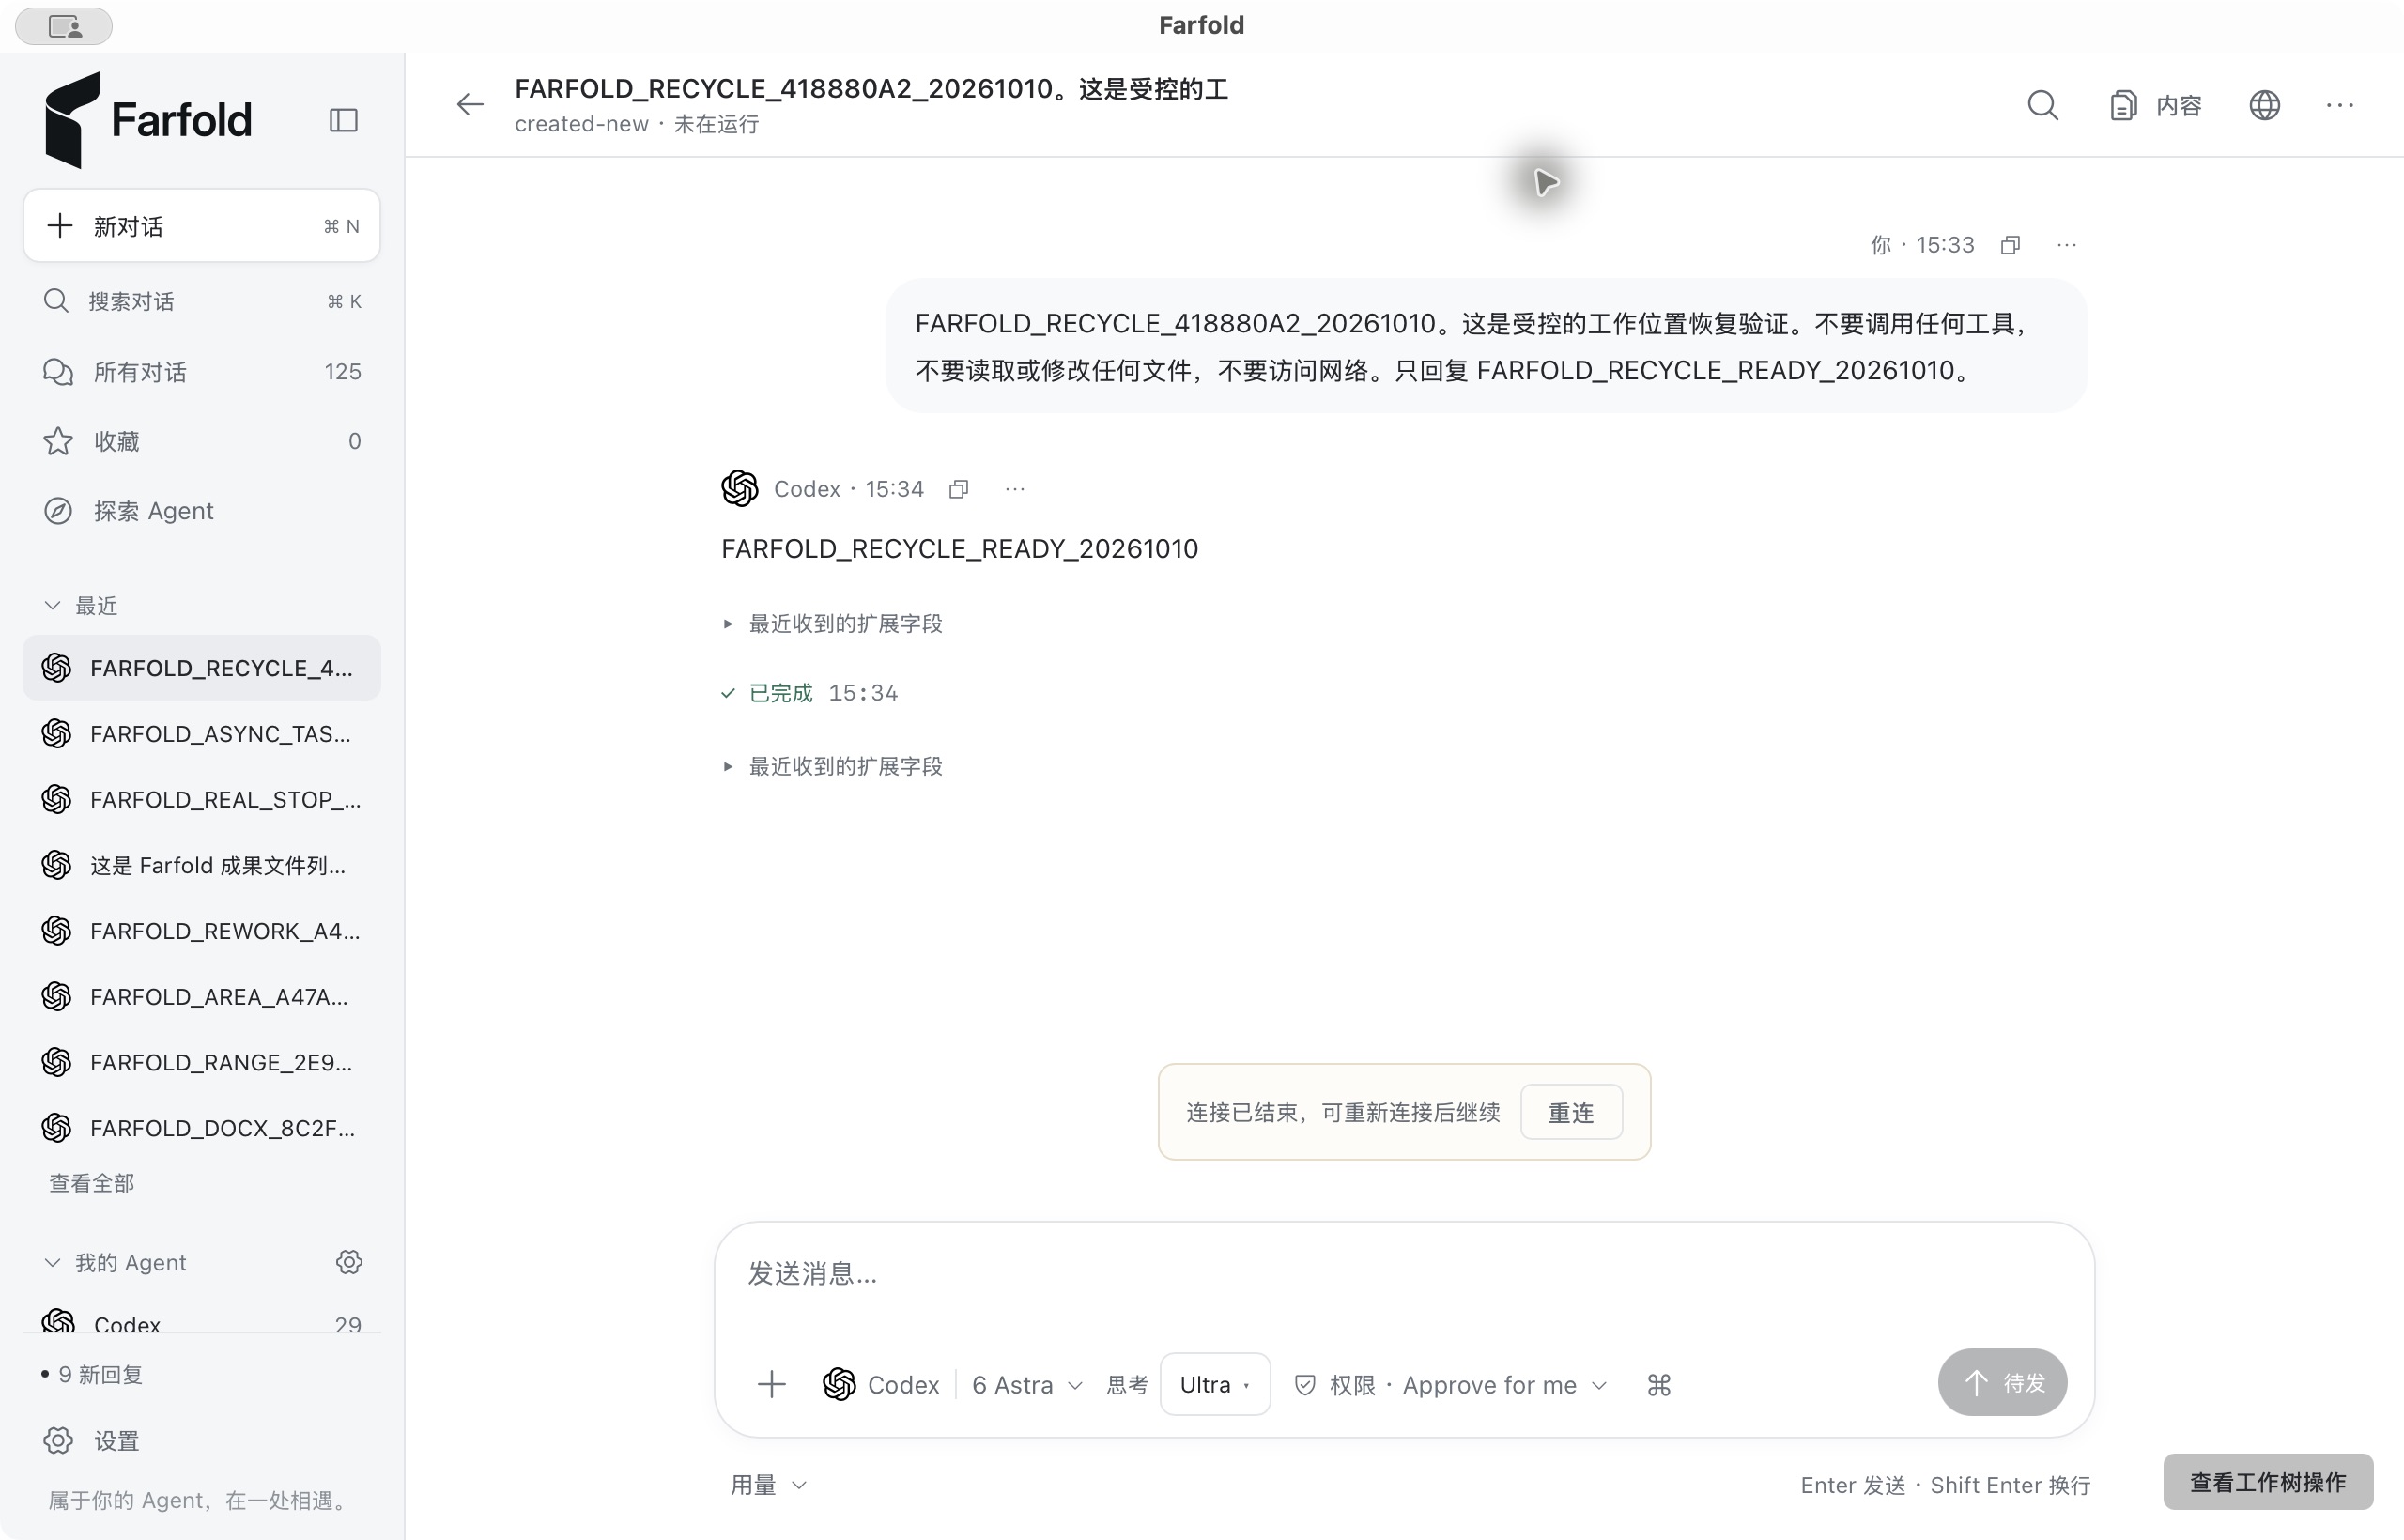 Farfold
Farfold
新对话 ⌘ N
搜索对话 ⌘ K
所有对话 125
收藏 0
探索 Agent
最近
FARFOLD_RECYCLE_4...
FARFOLD_ASYNC_TAS...
FARFOLD_REAL_STOP_...
这是 Farfold 成果文件列...
FARFOLD_REWORK_A4...
FARFOLD_AREA_A47A...
FARFOLD_RANGE_2E9...
FARFOLD_DOCX_8C2F...
查看全部
我的 Agent
Codex 29
9 新回复
设置
属于你的 Agent，在一处相遇。
FARFOLD_RECYCLE_418880A2_20261010。这是受控的工
created-new · 未在运行
内容
你 · 15:33
FARFOLD_RECYCLE_418880A2_20261010。这是受控的工作位置恢复验证。不要调用任何工具，
不要读取或修改任何文件，不要访问网络。只回复 FARFOLD_RECYCLE_READY_20261010。
Codex · 15:34
FARFOLD_RECYCLE_READY_20261010
最近收到的扩展字段
已完成 15:34
最近收到的扩展字段
连接已结束，可重新连接后继续 重连
发送消息...
Codex 6 Astra 思考 Ultra 权限 · Approve for me ⌘ 待发
用量 Enter 发送 · Shift Enter 换行 查看工作树操作